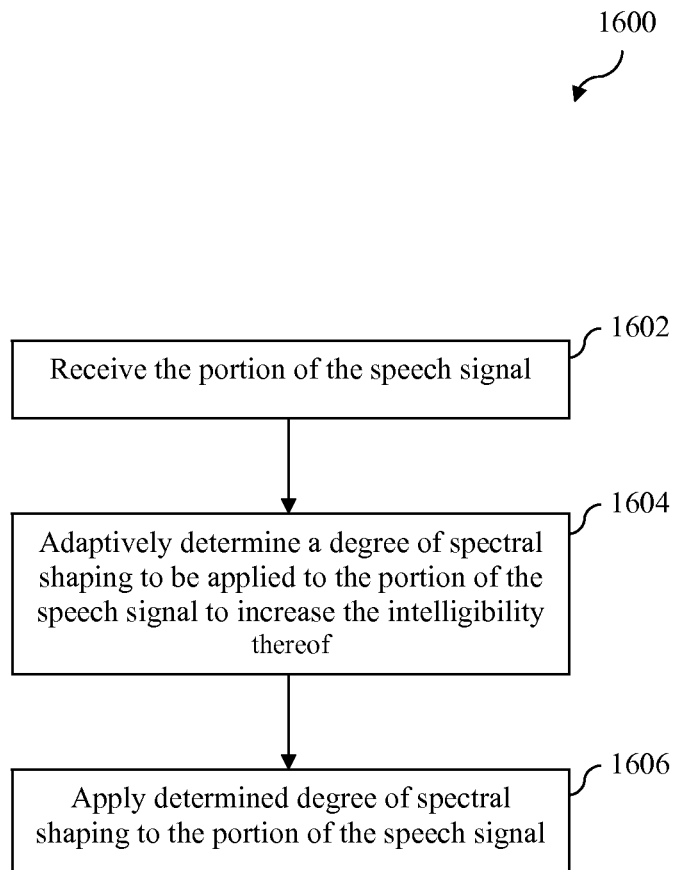 1600
1602
Receive the portion of the speech signal
1604
Adaptively determine a degree of spectral
shaping to be applied to the portion of the
speech signal to increase the intelligibility
thereof
1606
Apply determined degree of spectral
shaping to the portion of the speech signal